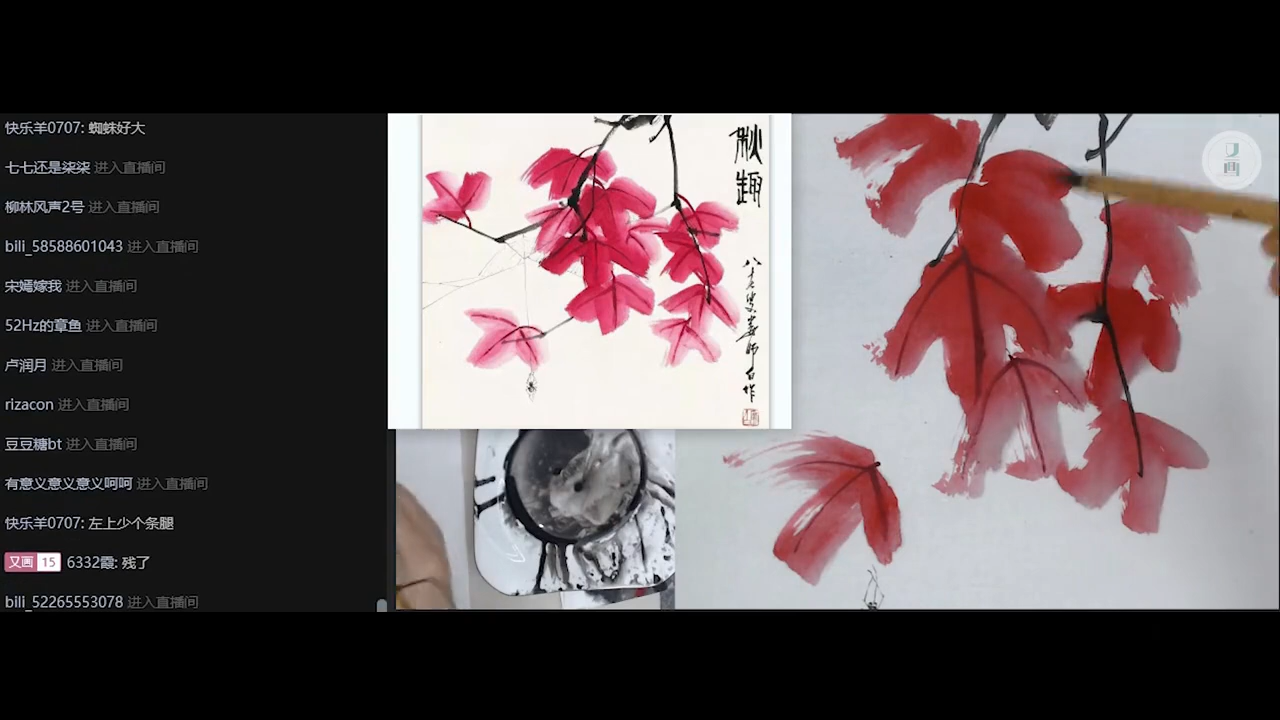 快乐羊0707: 蜘蛛好大
七七还是柒柒 进入直播间
柳林风声2号 进入直播间
bili_58588601043 进入直播间
宋嫣嫁我 进入直播间
52Hz的章鱼 进入直播间
卢润月 进入直播间
rizacon 进入直播间
豆豆糖bt 进入直播间
有意义意义意义呵呵 进入直播间
快乐羊0707: 左上少个条腿
又画 15 6332霞: 残了
bili_52265553078 进入直播间
秋趣
又画